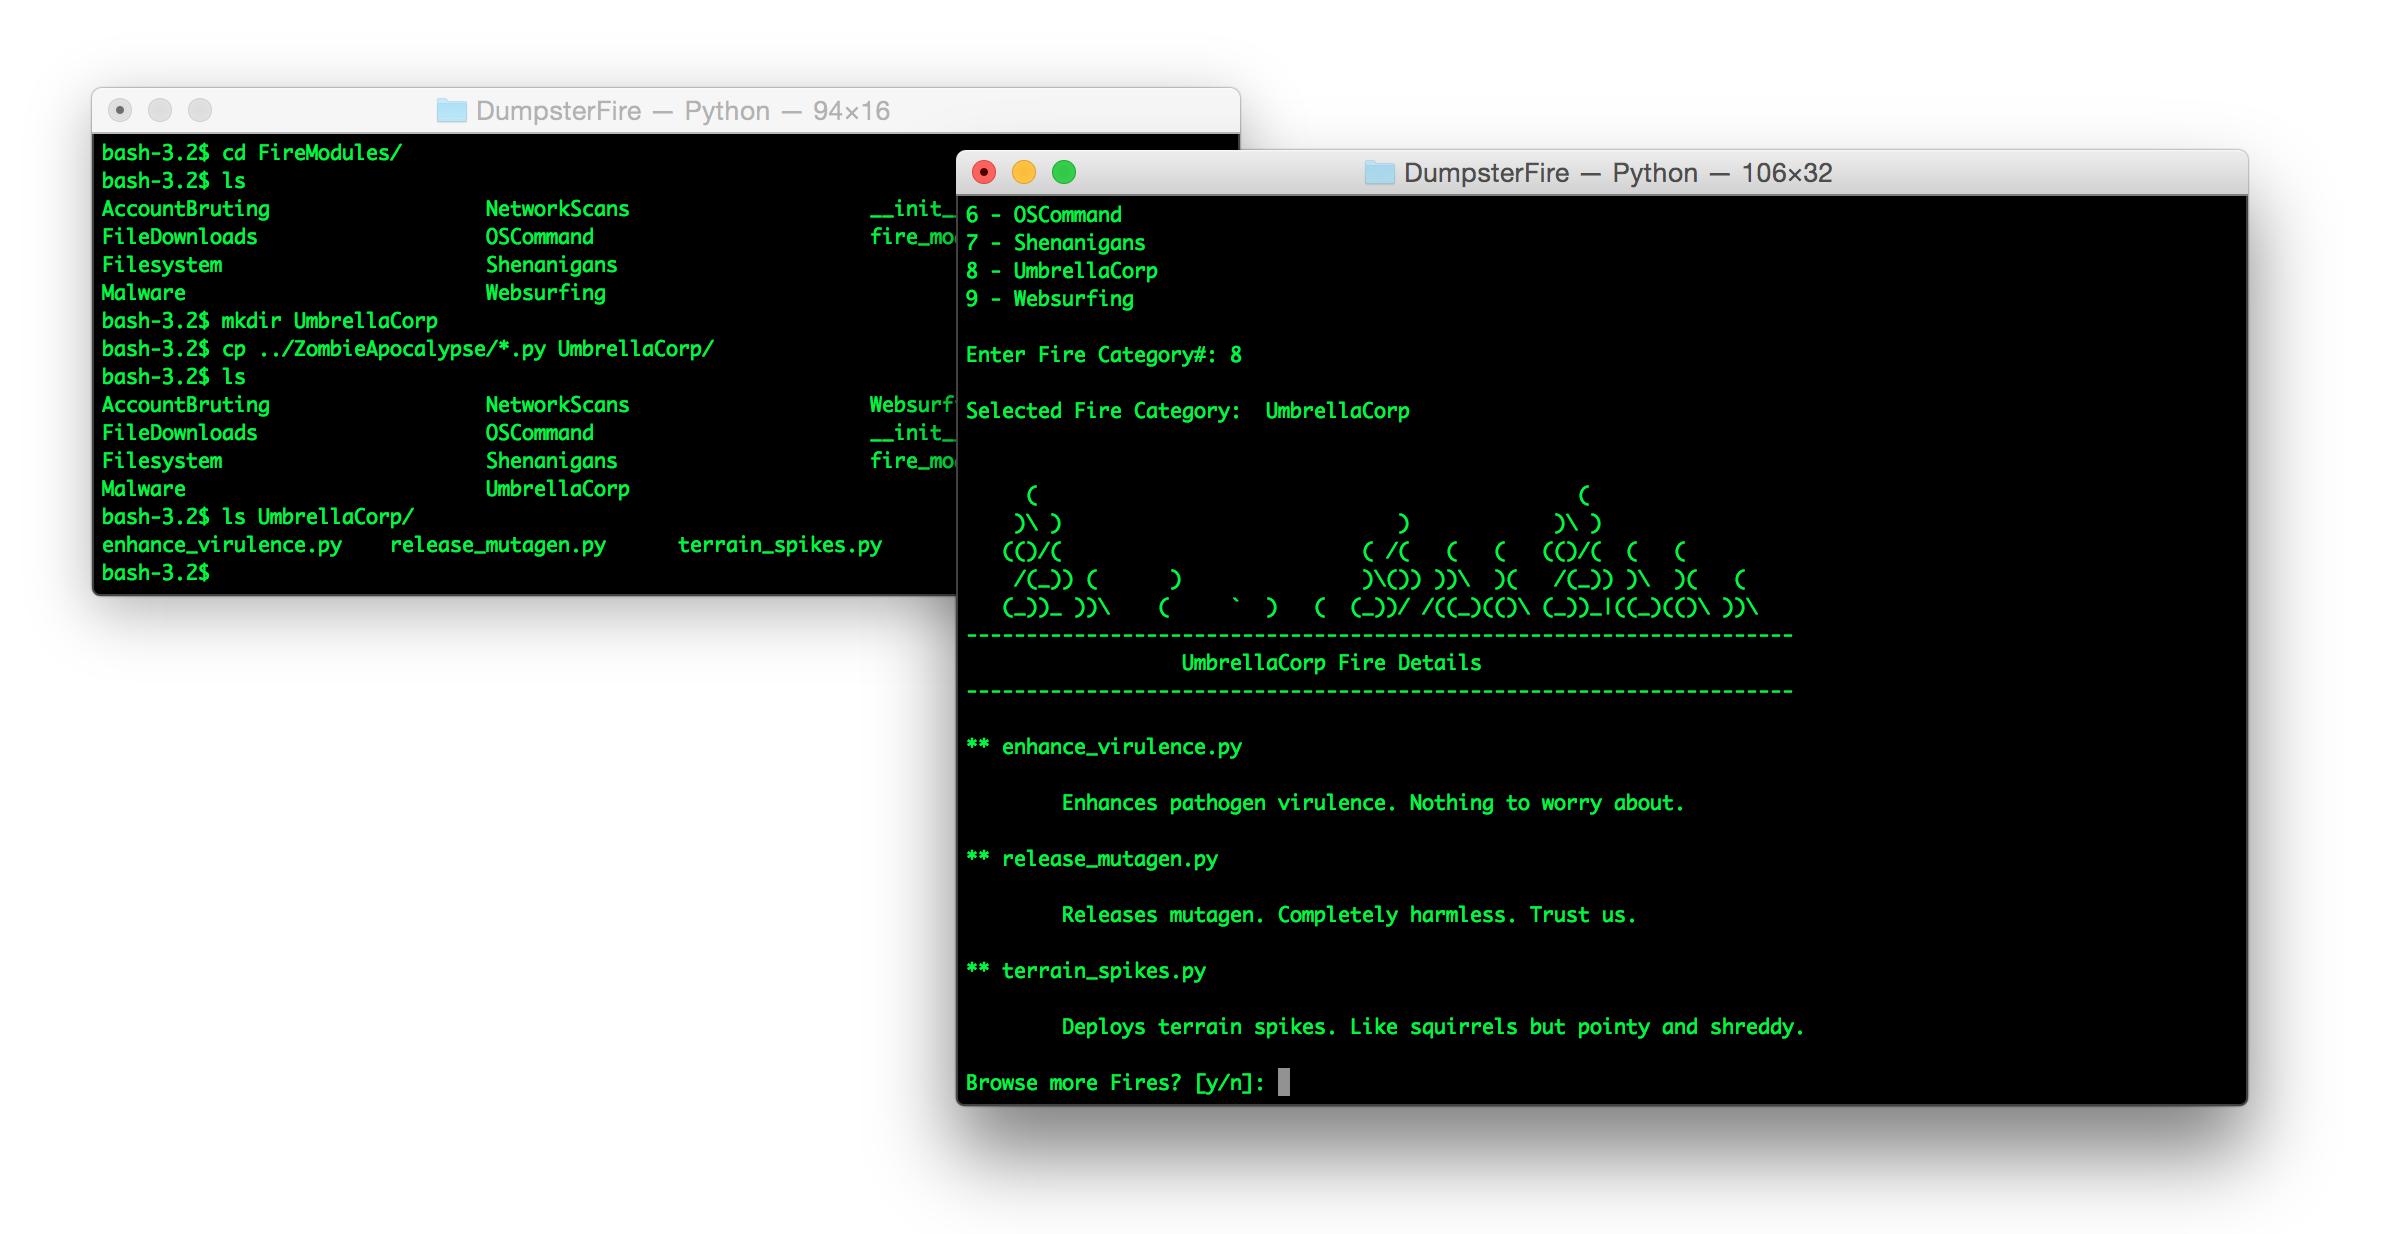 DumpsterFire — Python — 94×16
bash-3.2$ cd FireModules/
bash-3.2$ ls
AccountBruting NetworkScans __init_
FileDownloads OSCommand fire_mo
Filesystem Shenanigans
Malware Websurfing
bash-3.2$ mkdir UmbrellaCorp
bash-3.2$ cp ../ZombieApocalypse/*.py UmbrellaCorp/
bash-3.2$ ls
AccountBruting NetworkScans Websurf
FileDownloads OSCommand __init_
Filesystem Shenanigans fire_mo
Malware UmbrellaCorp
bash-3.2$ ls UmbrellaCorp/
enhance_virulence.py release_mutagen.py terrain_spikes.py
bash-3.2$
DumpsterFire — Python — 106×32
6 - OSCommand
7 - Shenanigans
8 - UmbrellaCorp
9 - Websurfing
Enter Fire Category#: 8
Selected Fire Category:  UmbrellaCorp
UmbrellaCorp Fire Details
** enhance_virulence.py
Enhances pathogen virulence. Nothing to worry about.
** release_mutagen.py
Releases mutagen. Completely harmless. Trust us.
** terrain_spikes.py
Deploys terrain spikes. Like squirrels but pointy and shreddy.
Browse more Fires? [y/n]: